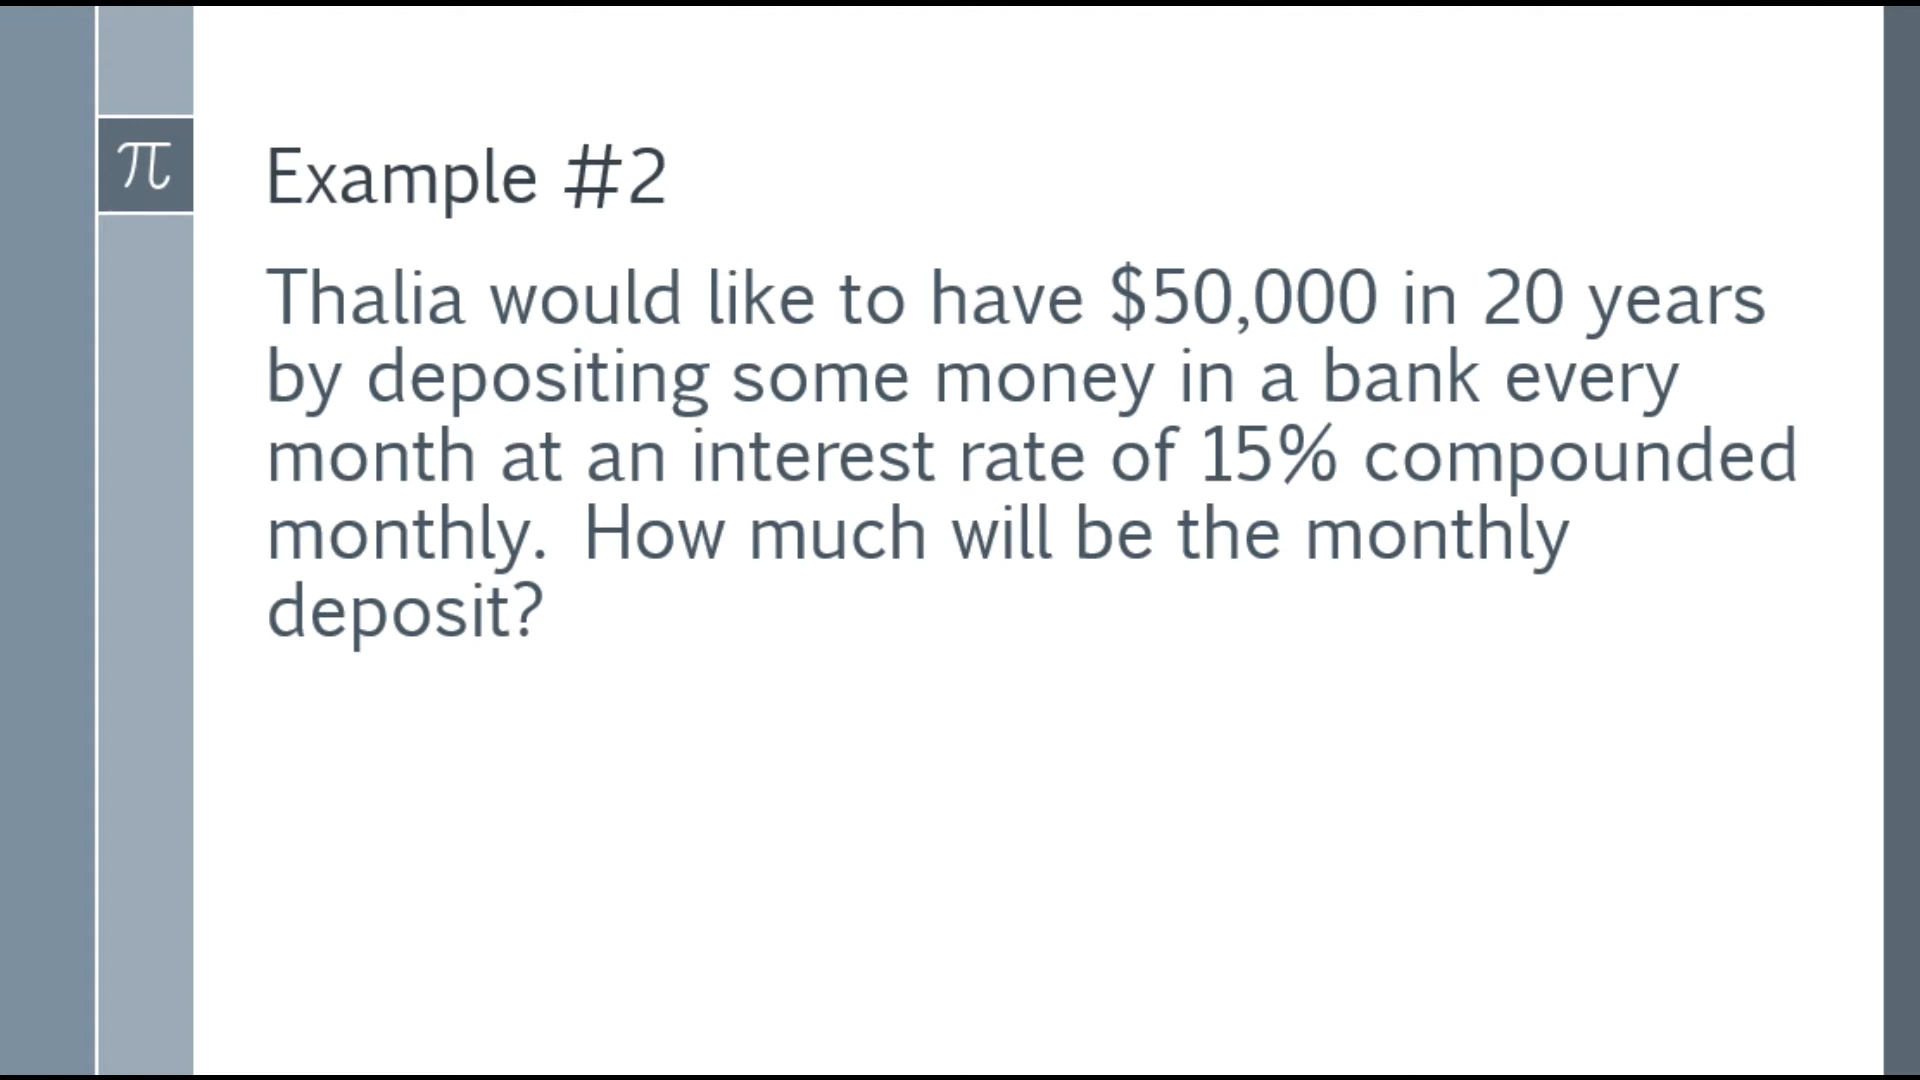 π
Example #2
Thalia would like to have $50,000 in 20 years
by depositing some money in a bank every
month at an interest rate of 15% compounded
monthly. How much will be the monthly
deposit?